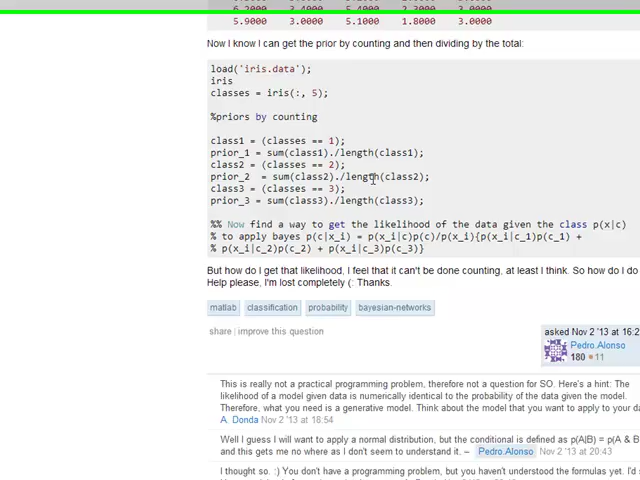 6.2000 3.4000 5.4000 2.3000 3.0000
5.9000 3.0000 5.1000 1.8000 3.0000
Now I know I can get the prior by counting and then dividing by the total:
load('iris.data');
iris
classes = iris(:, 5);
%priors by counting
class1 = (classes == 1);
prior_1 = sum(class1)./length(class1);
class2 = (classes == 2);
prior_2  = sum(class2)./length(class2);
class3 = (classes == 3);
prior_3 = sum(class3)./length(class3);
%% Now find a way to get the likelihood of the data given the class p(x|c)
% to apply bayes p(c|x_i) = p(x_i|c)p(c)/p(x_i){p(x_i|c_1)p(c_1) +
% p(x_i|c_2)p(c_2) + p(x_i|c_3)p(c_3)}
But how do I get that likelihood, I feel that it can't be done counting, at least I think. So how do I do
Help please, I'm lost completely (: Thanks.
matlab classification probability bayesian-networks
share | improve this question
asked Nov 2 '13 at 16:2
Pedro.Alonso
180 11
This is really not a practical programming problem, therefore not a question for SO. Here's a hint: The
likelihood of a model given data is numerically identical to the probability of the data given the model.
Therefore, what you need is a generative model. Think about the model that you want to apply to your da
A. Donda Nov 2 '13 at 18:54
Well I guess I will want to apply a normal distribution, but the conditional is defined as p(A|B) = p(A & B
and this gets me no where as I don't seem to understand it. – Pedro.Alonso Nov 2 '13 at 20:43
I thought so. :) You don't have a programming problem, but you haven't understood the formulas yet. I'd